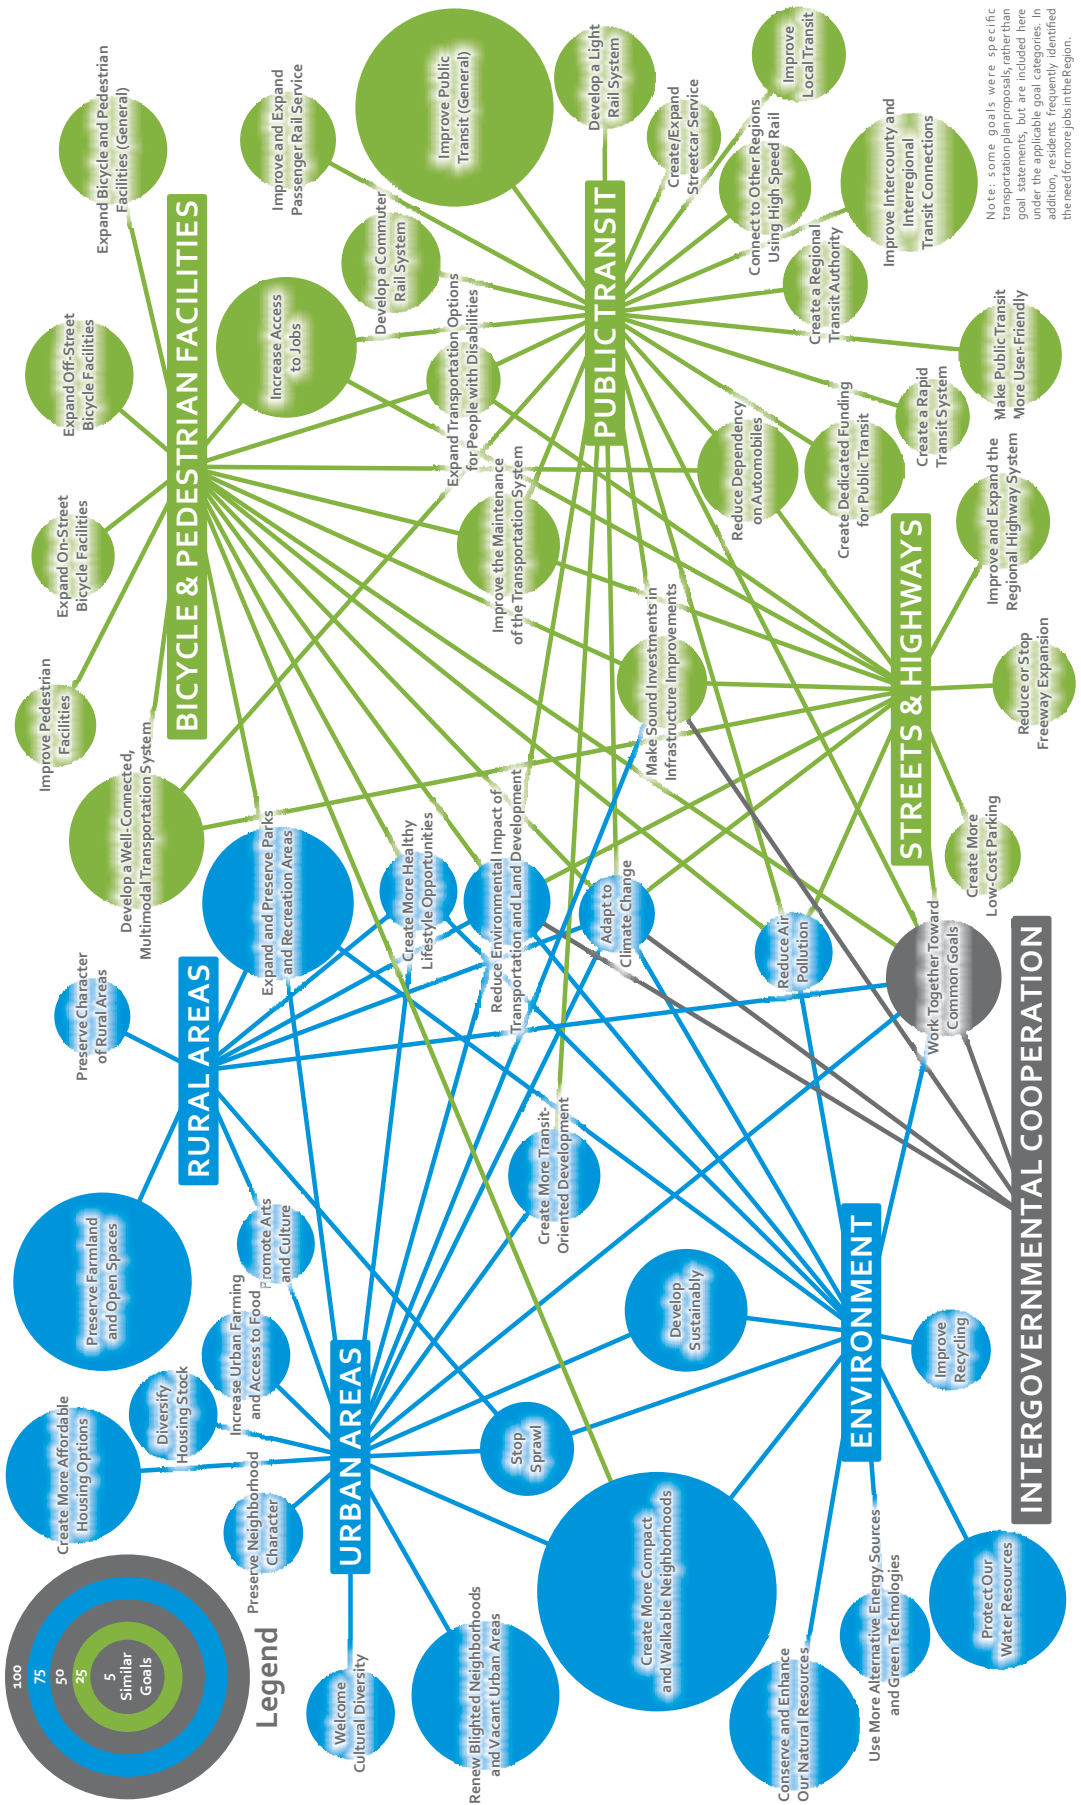 Legend
100
75
50
25
5
Similar
Goals
Create More Affordable
Housing Options
Diversify
Housing Stock
Preserve Neighborhood
Character
Increase Urban Farming
and Access to Food
Promote Arts
and Culture
Welcome
Cultural Diversity
URBAN AREAS
Renew Blighted Neighborhoods
and Vacant Urban Areas
Stop
Sprawl
Create More Compact
and Walkable Neighborhoods
Preserve Farmland
and Open Spaces
Preserve Character
of Rural Areas
RURAL AREAS
Expand and Preserve Parks
and Recreation Areas
Create More Healthy
Lifestyle Opportunities
Reduce Environmental Impact of
Transportation and Land Development
Adapt to
Climate Change
Create More Transit-
Oriented Development
Develop
Sustainably
Reduce Air
Pollution
ENVIRONMENT
Improve
Recycling
Conserve and Enhance
Our Natural Resources
Use More Alternative Energy Sources
and Green Technologies
Protect Our
Water Resources
Work Together Toward
Common Goals
INTERGOVERNMENTAL COOPERATION
Develop a Well-Connected,
Multimodal Transportation System
Improve Pedestrian
Facilities
Expand On-Street
Bicycle Facilities
Expand Off-Street
Bicycle Facilities
Expand Bicycle and Pedestrian
Facilities (General)
BICYCLE & PEDESTRIAN FACILITIES
Increase Access
to Jobs
Improve and Expand
Passenger Rail Service
Develop a Commuter
Rail System
Improve Public
Transit (General)
Expand Transportation Options
for People with Disabilities
Improve the Maintenance
of the Transportation System
Make Sound Investments in
Infrastructure Improvements
PUBLIC TRANSIT
Develop a Light
Rail System
Create/Expand
Streetcar Service
Improve
Local Transit
Connect to Other Regions
Using High Speed Rail
Improve Intercounty and
Interregional
Transit Connections
Create a Regional
Transit Authority
Make Public Transit
More User-Friendly
Create a Rapid
Transit System
Create Dedicated Funding
for Public Transit
Reduce Dependency
on Automobiles
STREETS & HIGHWAYS
Improve and Expand the
Regional Highway System
Reduce or Stop
Freeway Expansion
Create More
Low-Cost Parking
Note: some goals were specific
transportation plan proposals, rather than
goal statements, but are included here
under the applicable goal categories. In
addition, residents frequently identified
the need for more jobs in the Region.